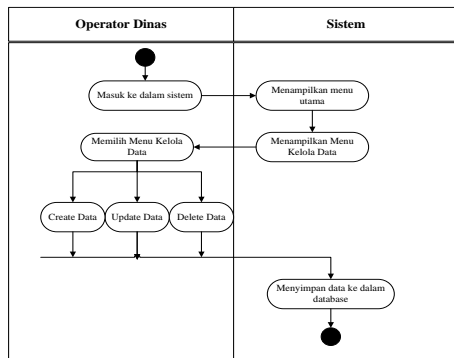 Operator Dinas
Sistem
Masuk ke dalam sistem
Menampilkan menu
utama
Memilih Menu Kelola
Data
Menampilkan Menu
Kelola Data
Create Data
Update Data
Delete Data
Menyimpan data ke dalam
database